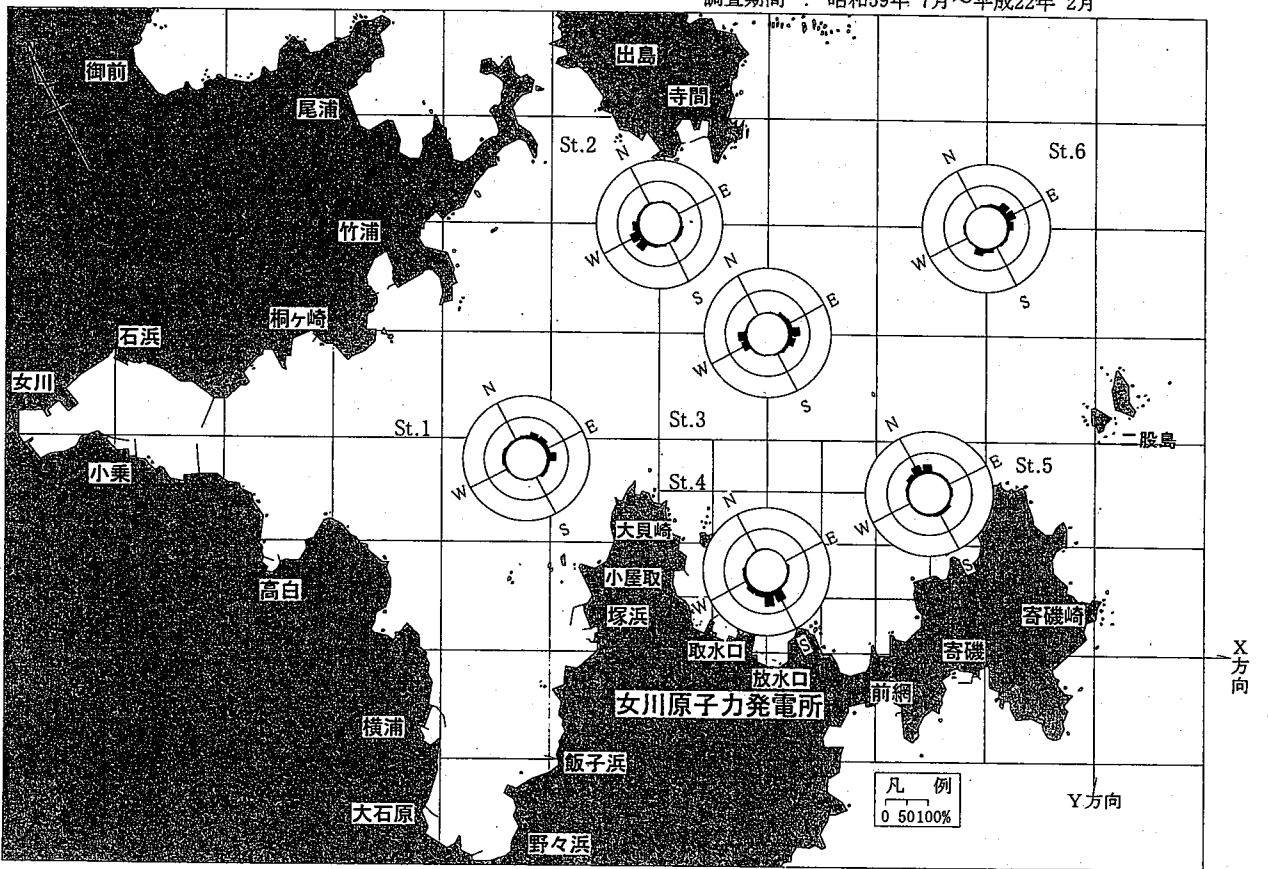 調査期間 : 昭和59年 7月~平成22年 2月
出島
御前
寺間
尾浦
St.2
N
E
W
S
St.6
N
E
W
S
竹浦
N
E
W
S
桐ヶ崎
石浜
女川
St.1
N
E
W
S
St.3
二股島
小乗
St.4
N
E
W
S
St.5
N
E
W
S
大貝崎
小屋取
高白
塚浜
寄磯崎
取水口
寄磯
X方向
放水口
前網
女川原子力発電所
横浦
飯子浜
凡 例
0 50100%
Y方向
大石原
野々浜